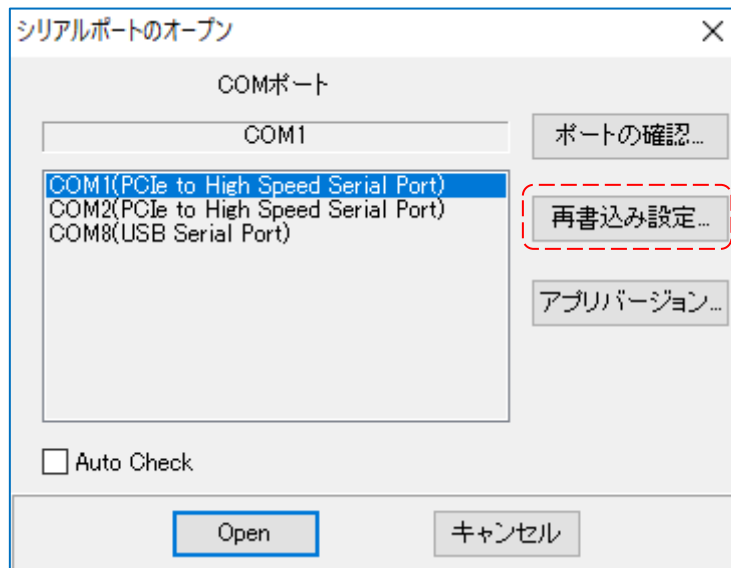 シリアルポートのオープン
COMポート
COM1
ポートの確認...
COM1(PCIe to High Speed Serial Port)
COM2(PCIe to High Speed Serial Port)
COM8(USB Serial Port)
再書込み設定...
アプリバージョン...
Auto Check
Open
キャンセル